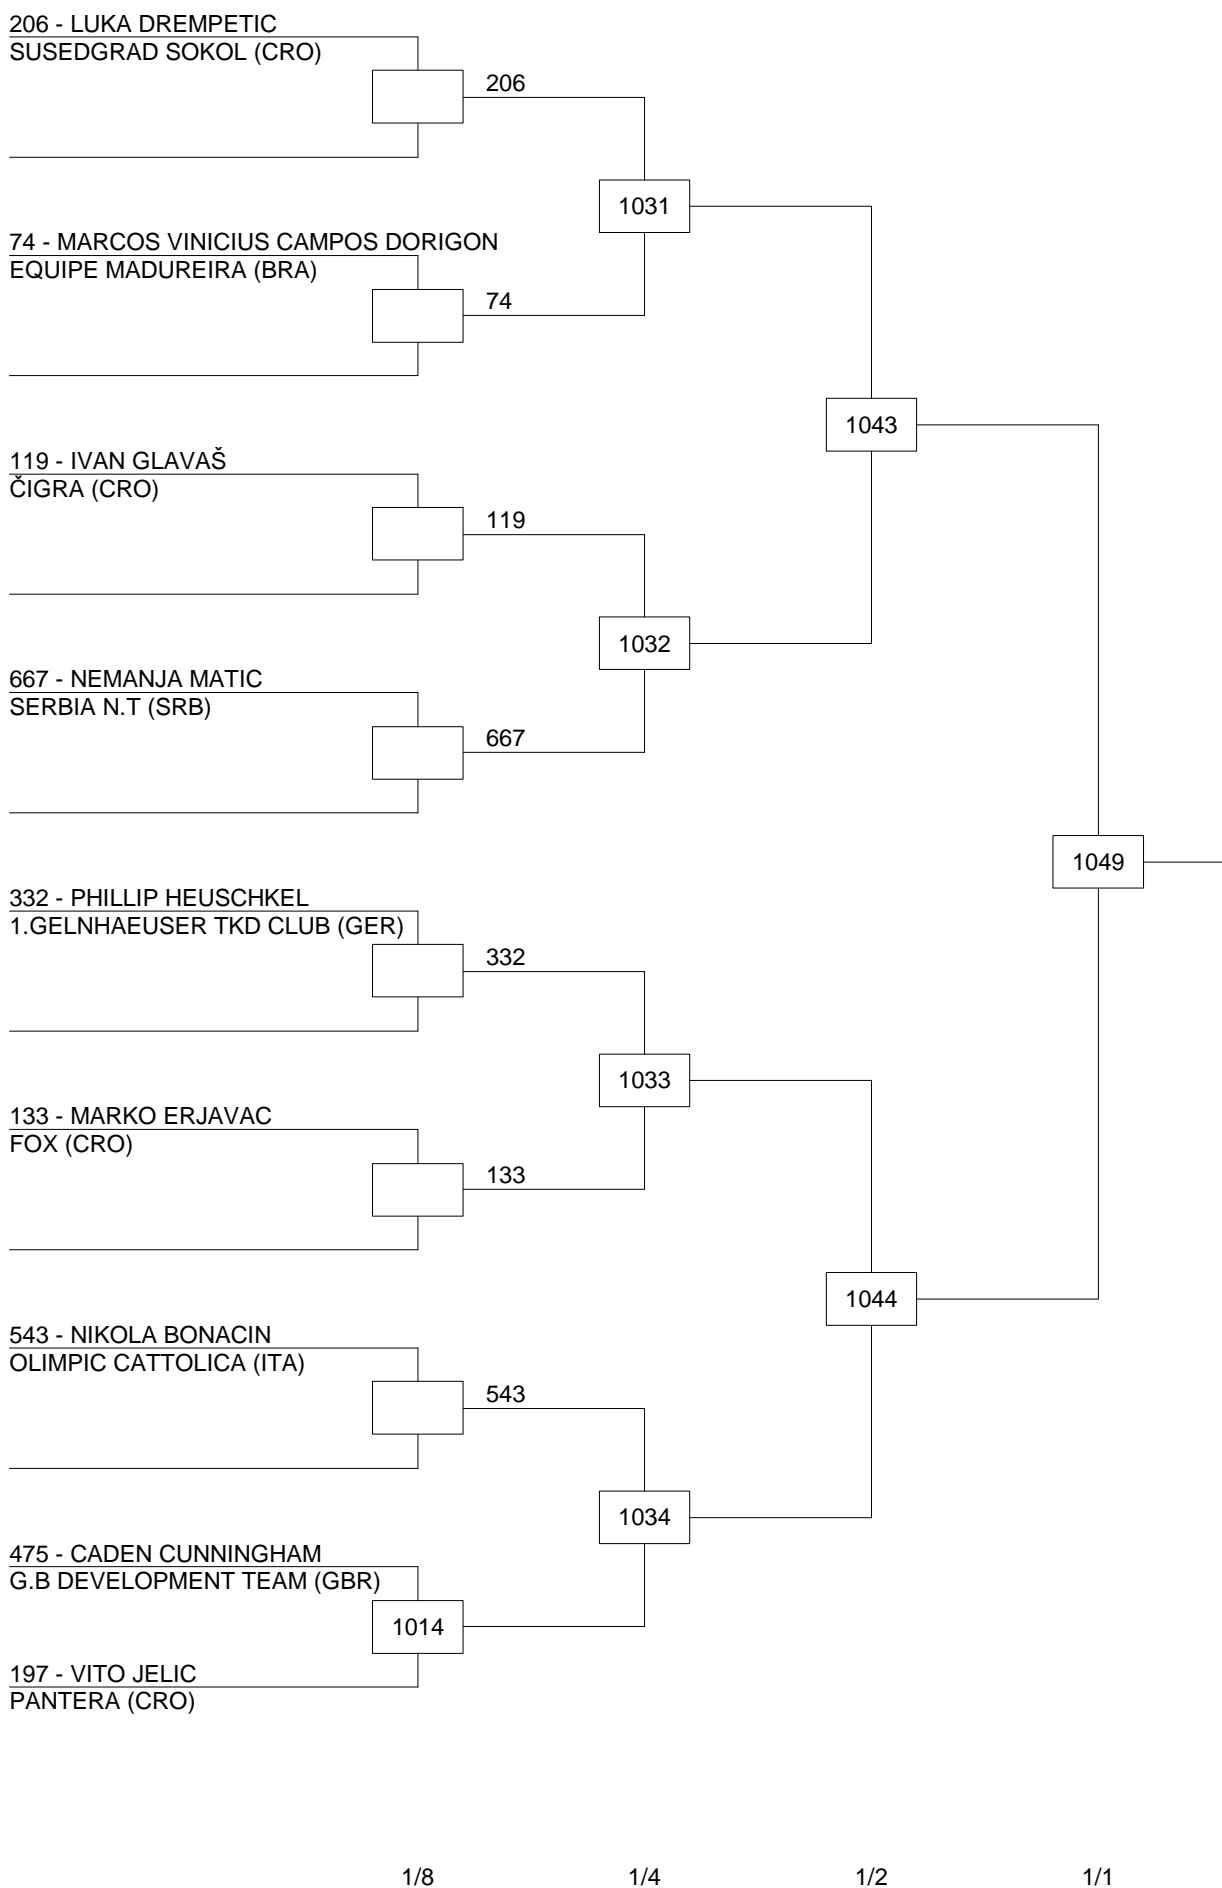 206 - LUKA DREMPETIC
SUSEDGRAD SOKOL (CRO)
206
1031
74 - MARCOS VINICIUS CAMPOS DORIGON
EQUIPE MADUREIRA (BRA)
74
1043
119 - IVAN GLAVAŠ
ČIGRA (CRO)
119
1032
667 - NEMANJA MATIC
SERBIA N.T (SRB)
667
1049
332 - PHILLIP HEUSCHKEL
1.GELNHAEUSER TKD CLUB (GER)
332
1033
133 - MARKO ERJAVAC
FOX (CRO)
133
1044
543 - NIKOLA BONACIN
OLIMPIC CATTOLICA (ITA)
543
1034
475 - CADEN CUNNINGHAM
G.B DEVELOPMENT TEAM (GBR)
1014
197 - VITO JELIC
PANTERA (CRO)
1/8 1/4 1/2 1/1